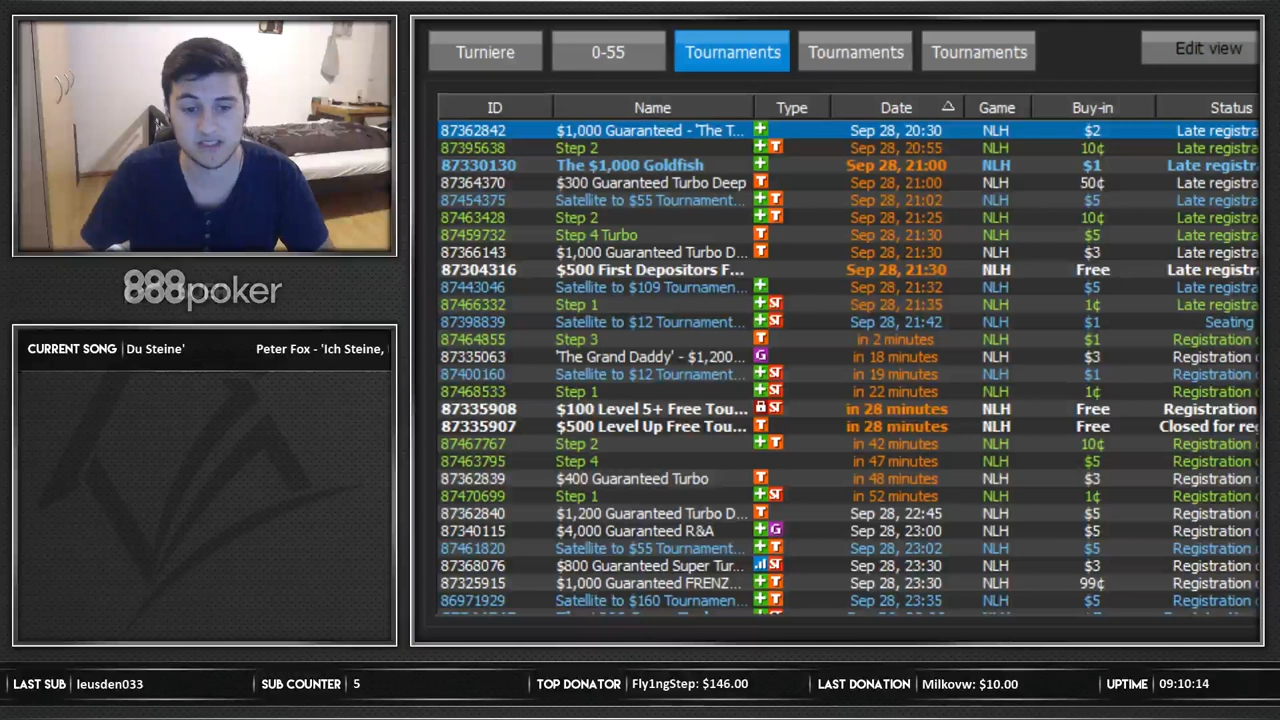 888poker
CURRENT SONG Du Steine' Peter Fox - 'Ich Steine,
Turniere 0-55 Tournaments Tournaments Tournaments Edit view
ID Name Type Date Game Buy-in Status
87362842 $1,000 Guaranteed - 'The T... + Sep 28, 20:30 NLH $2 Late registra
87395638 Step 2 + T Sep 28, 20:55 NLH 10¢ Late registra
87330130 The $1,000 Goldfish + Sep 28, 21:00 NLH $1 Late registra
87364370 $300 Guaranteed Turbo Deep T Sep 28, 21:00 NLH 50¢ Late registra
87454375 Satellite to $55 Tournament... + T Sep 28, 21:02 NLH $5 Late registra
87463428 Step 2 + T Sep 28, 21:25 NLH 10¢ Late registra
87459732 Step 4 Turbo T Sep 28, 21:30 NLH $5 Late registra
87366143 $1,000 Guaranteed Turbo D... T Sep 28, 21:30 NLH $3 Late registra
87304316 $500 First Depositors F... Sep 28, 21:30 NLH Free Late registra
87443046 Satellite to $109 Tournamen... + Sep 28, 21:32 NLH $5 Late registra
87466332 Step 1 + ST Sep 28, 21:35 NLH 1¢ Late registra
87398839 Satellite to $12 Tournament... + ST Sep 28, 21:42 NLH $1 Seating
87464855 Step 3 T in 2 minutes NLH $1 Registration
87335063 'The Grand Daddy' - $1,200... G in 18 minutes NLH $3 Registration
87400160 Satellite to $12 Tournament... + ST in 19 minutes NLH $1 Registration
87468533 Step 1 + ST in 22 minutes NLH 1¢ Registration
87335908 $100 Level 5+ Free Tou... ST in 28 minutes NLH Free Registration
87335907 $500 Level Up Free Tou... T in 28 minutes NLH Free Closed for reg
87467767 Step 2 + T in 42 minutes NLH 10¢ Registration
87463795 Step 4 in 47 minutes NLH $5 Registration
87362839 $400 Guaranteed Turbo T in 48 minutes NLH $3 Registration
87470699 Step 1 + ST in 52 minutes NLH 1¢ Registration
87362840 $1,200 Guaranteed Turbo D... T Sep 28, 22:45 NLH $5 Registration
87340115 $4,000 Guaranteed R&A + G Sep 28, 23:00 NLH $5 Registration
87461820 Satellite to $55 Tournament... + T Sep 28, 23:02 NLH $5 Registration
87368076 $800 Guaranteed Super Tur... ST Sep 28, 23:30 NLH $3 Registration
87325915 $1,000 Guaranteed FRENZ... + T Sep 28, 23:30 NLH 99¢ Registration
86971929 Satellite to $160 Tournamen... + T Sep 28, 23:35 NLH $5 Registration
LAST SUB leusden033 SUB COUNTER 5 TOP DONATOR Fly1ngStep: $146.00 LAST DONATION Milkovw: $10.00 UPTIME 09:10:14